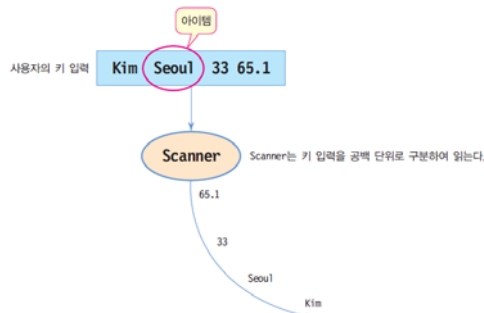 아이템
사용자의 키 입력 Kim Seoul 33 65.1
Scanner Scanner는 키 입력을 공백 단위로 구분하여 읽는다.
65.1
33
Seoul
Kim